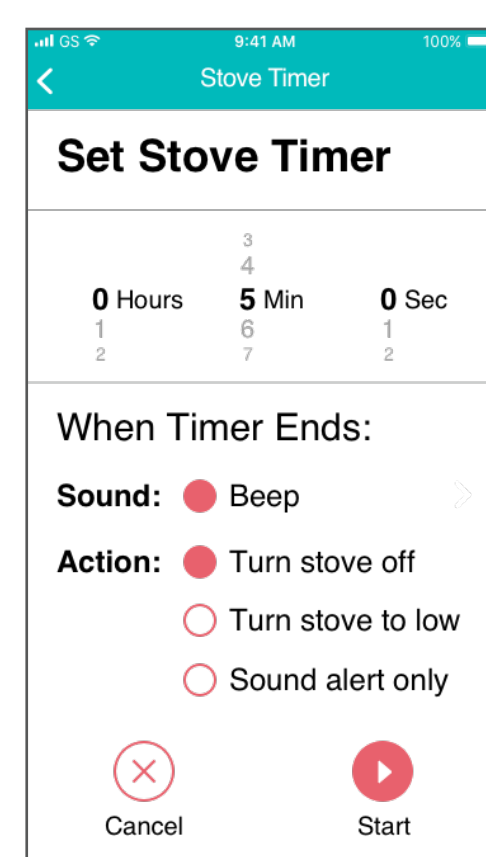 GS 9:41 AM 100%
Stove Timer
Set Stove Timer
3
4
0 Hours 5 Min 0 Sec
1 6 1
2 7 2
When Timer Ends:
Sound: Beep
Action: Turn stove off
Turn stove to low
Sound alert only
Cancel Start